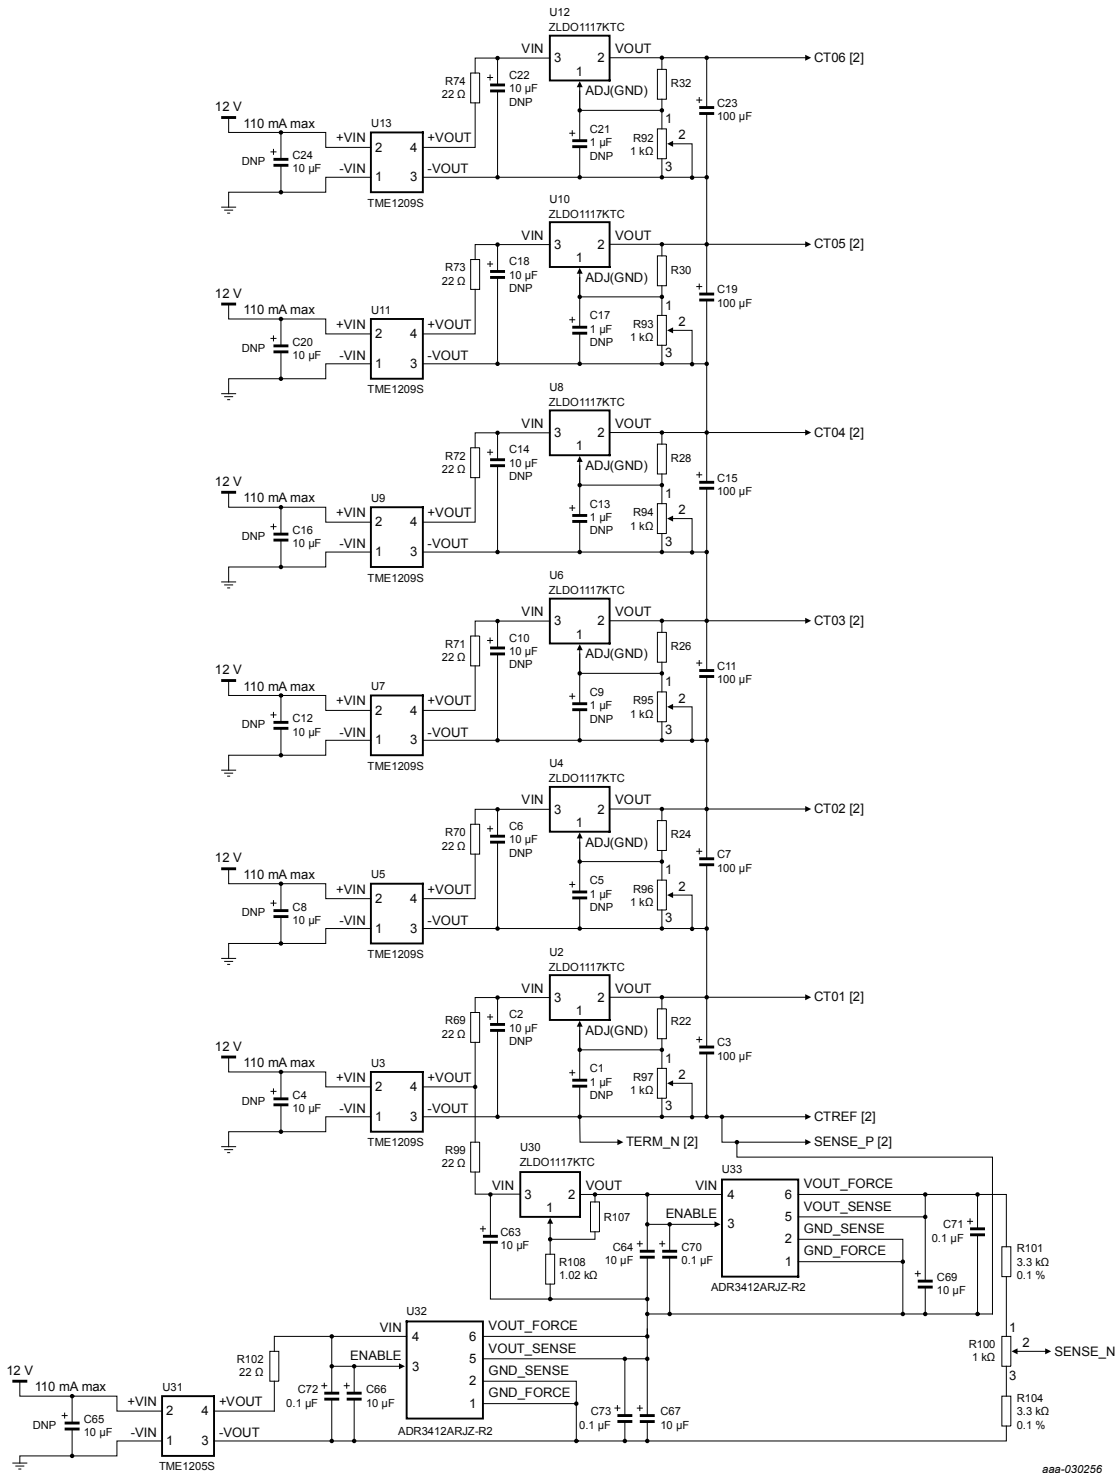 U12
ZLDO1117KTC
VIN 3 2 VOUT
1
ADJ(GND)
CT06 [2]
R74
22 Ω
+ C22
10 µF
DNP
R32
+ C23
100 µF
+ C21
1 µF
DNP
R92
1 kΩ
1
2
3
12 V
110 mA max
DNP + C24
10 µF
U13
+VIN 2 4 +VOUT
-VIN 1 3 -VOUT
TME1209S
U10
ZLDO1117KTC
VIN 3 2 VOUT
1
ADJ(GND)
CT05 [2]
R73
22 Ω
+ C18
10 µF
DNP
R30
+ C19
100 µF
+ C17
1 µF
DNP
R93
1 kΩ
1
2
3
12 V
110 mA max
DNP + C20
10 µF
U11
+VIN 2 4 +VOUT
-VIN 1 3 -VOUT
TME1209S
U8
ZLDO1117KTC
VIN 3 2 VOUT
1
ADJ(GND)
CT04 [2]
R72
22 Ω
+ C14
10 µF
DNP
R28
+ C15
100 µF
+ C13
1 µF
DNP
R94
1 kΩ
1
2
3
12 V
110 mA max
DNP + C16
10 µF
U9
+VIN 2 4 +VOUT
-VIN 1 3 -VOUT
TME1209S
U6
ZLDO1117KTC
VIN 3 2 VOUT
1
ADJ(GND)
CT03 [2]
R71
22 Ω
+ C10
10 µF
DNP
R26
+ C11
100 µF
+ C9
1 µF
DNP
R95
1 kΩ
1
2
3
12 V
110 mA max
DNP + C12
10 µF
U7
+VIN 2 4 +VOUT
-VIN 1 3 -VOUT
TME1209S
U4
ZLDO1117KTC
VIN 3 2 VOUT
1
ADJ(GND)
CT02 [2]
R70
22 Ω
+ C6
10 µF
DNP
R24
+ C7
100 µF
+ C5
1 µF
DNP
R96
1 kΩ
1
2
3
12 V
110 mA max
DNP + C8
10 µF
U5
+VIN 2 4 +VOUT
-VIN 1 3 -VOUT
TME1209S
U2
ZLDO1117KTC
VIN 3 2 VOUT
1
ADJ(GND)
CT01 [2]
R69
22 Ω
+ C2
10 µF
DNP
R22
+ C3
100 µF
+ C1
1 µF
DNP
R97
1 kΩ
1
2
3
12 V
110 mA max
DNP + C4
10 µF
U3
+VIN 2 4 +VOUT
-VIN 1 3 -VOUT
TME1209S
CTREF [2]
TERM_N [2]
SENSE_P [2]
R99
22 Ω
U30
ZLDO1117KTC
VIN 3 2 VOUT
1
R107
+ C63
10 µF
R108
1.02 kΩ
C64 +
10 µF
+ C70
0.1 µF
U33
VIN 4 6 VOUT_FORCE
5 VOUT_SENSE
ENABLE 3
2 GND_SENSE
1 GND_FORCE
ADR3412ARJZ-R2
C71 +
0.1 µF
+ C69
10 µF
R101
3.3 kΩ
0.1 %
R100
1 kΩ
1
2
3
SENSE_N
R104
3.3 kΩ
0.1 %
U32
VIN 4 6 VOUT_FORCE
ENABLE 3 5 VOUT_SENSE
2 GND_SENSE
1 GND_FORCE
ADR3412ARJZ-R2
R102
22 Ω
C72 +
0.1 µF
+ C66
10 µF
C73 +
0.1 µF
+ C67
10 µF
12 V
110 mA max
DNP + C65
10 µF
U31
+VIN 2 4 +VOUT
-VIN 1 3 -VOUT
TME1205S
aaa-030256